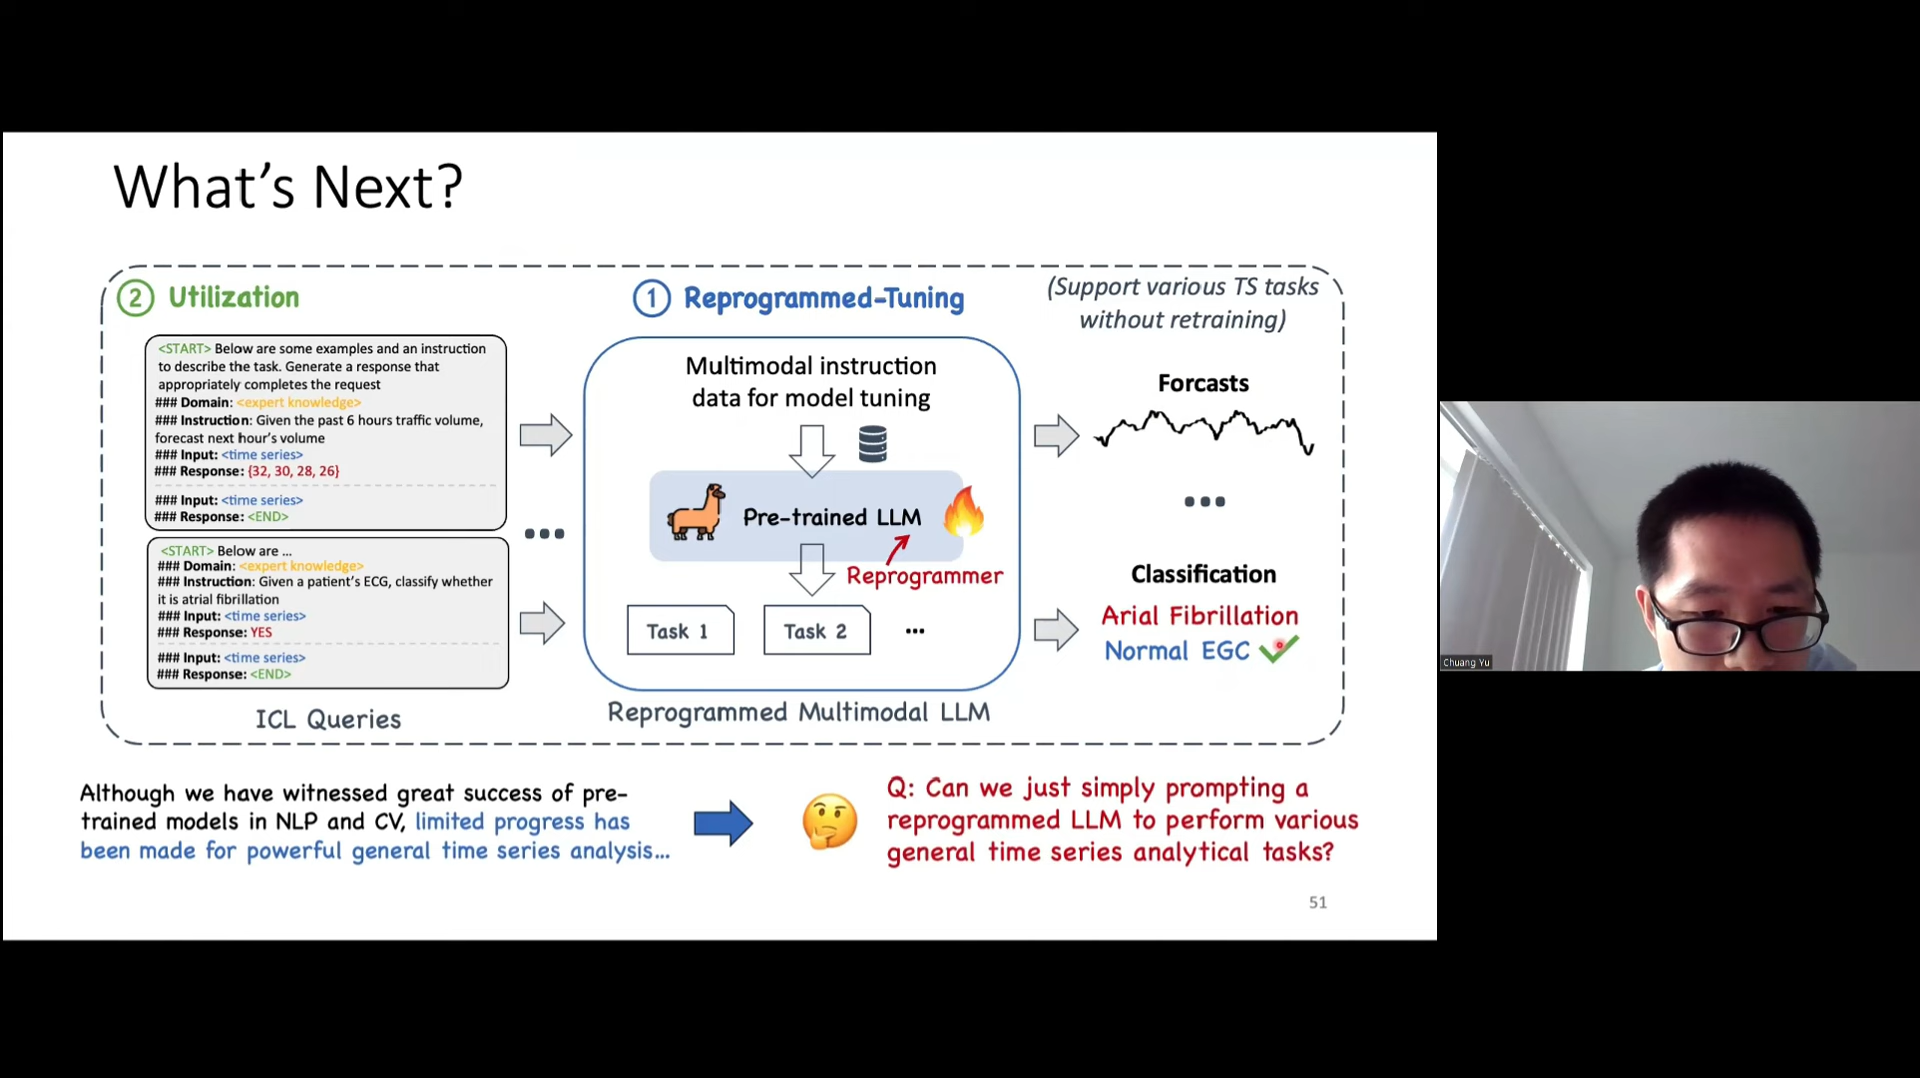 What's Next?
② Utilization
<START> Below are some examples and an instruction
to describe the task. Generate a response that
appropriately completes the request
### Domain: <expert knowledge>
### Instruction: Given the past 6 hours traffic volume,
forecast next hour's volume
### Input: <time series>
### Response: {32, 30, 28, 26}
### Input: <time series>
### Response: <END>
<START> Below are ...
### Domain: <expert knowledge>
### Instruction: Given a patient's ECG, classify whether
it is atrial fibrillation
### Input: <time series>
### Response: YES
### Input: <time series>
### Response: <END>
ICL Queries
① Reprogrammed-Tuning
Multimodal instruction
data for model tuning
Pre-trained LLM
Reprogrammer
Task 1
Task 2
...
Reprogrammed Multimodal LLM
(Support various TS tasks
without retraining)
Forcasts
Classification
Arial Fibrillation
Normal EGC
Although we have witnessed great success of pre-
trained models in NLP and CV, limited progress has
been made for powerful general time series analysis...
Q: Can we just simply prompting a
reprogrammed LLM to perform various
general time series analytical tasks?
51
Chuang Yu